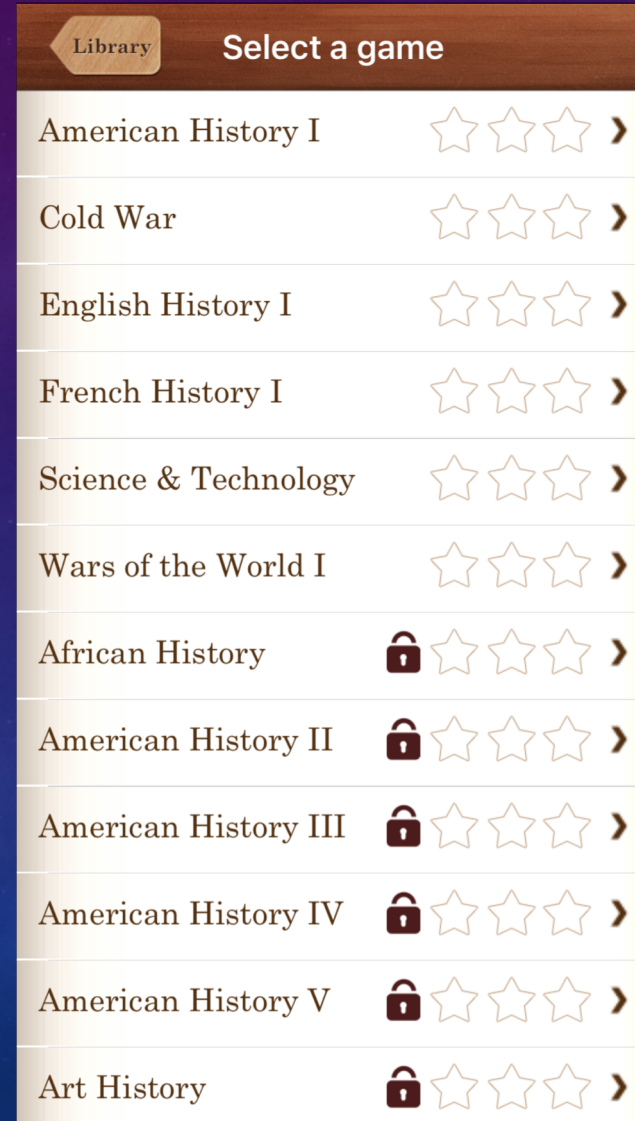 Library
Select a game
American History I
Cold War
English History I
French History I
Science & Technology
Wars of the World I
African History
American History II
American History III
American History IV
American History V
Art History